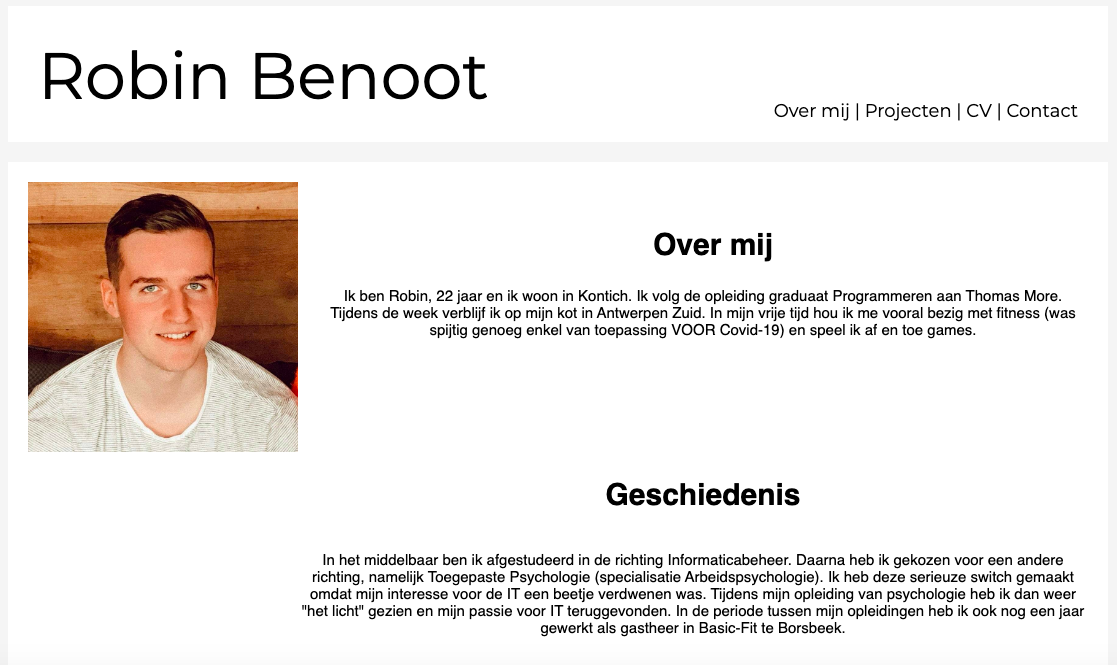 Robin Benoot
Over mij | Projecten | CV | Contact
Over mij
Ik ben Robin, 22 jaar en ik woon in Kontich. Ik volg de opleiding graduaat Programmeren aan Thomas More.
Tijdens de week verblijf ik op mijn kot in Antwerpen Zuid. In mijn vrije tijd hou ik me vooral bezig met fitness (was
spijtig genoeg enkel van toepassing VOOR Covid-19) en speel ik af en toe games.
Geschiedenis
In het middelbaar ben ik afgestudeerd in de richting Informaticabeheer. Daarna heb ik gekozen voor een andere
richting, namelijk Toegepaste Psychologie (specialisatie Arbeidspsychologie). Ik heb deze serieuze switch gemaakt
omdat mijn interesse voor de IT een beetje verdwenen was. Tijdens mijn opleiding van psychologie heb ik dan weer
"het licht" gezien en mijn passie voor IT teruggevonden. In de periode tussen mijn opleidingen heb ik ook nog een jaar
gewerkt als gastheer in Basic-Fit te Borsbeek.